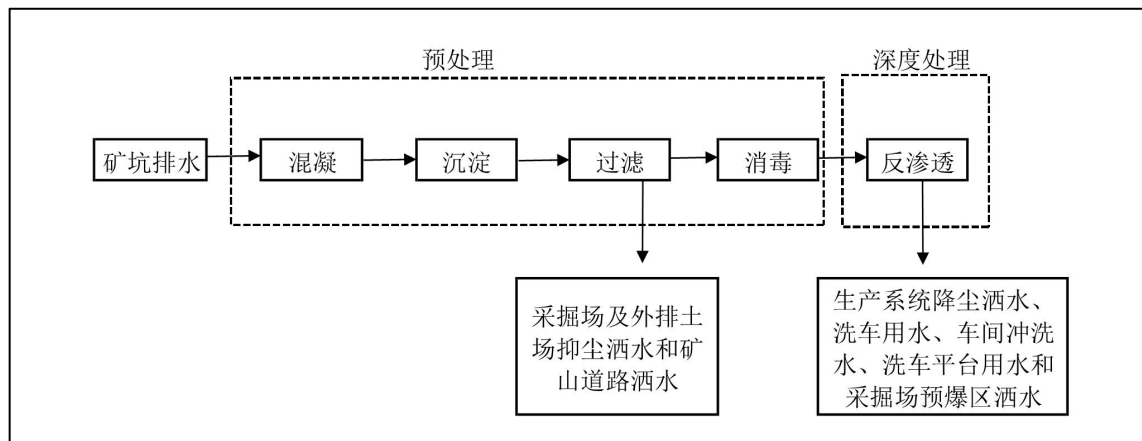 预处理
深度处理
矿坑排水
混凝
沉淀
过滤
消毒
反渗透
采掘场及外排土
场抑尘洒水和矿
山道路洒水
生产系统降尘洒水、
洗车用水、车间冲洗
水、洗车平台用水和
采掘场预爆区洒水